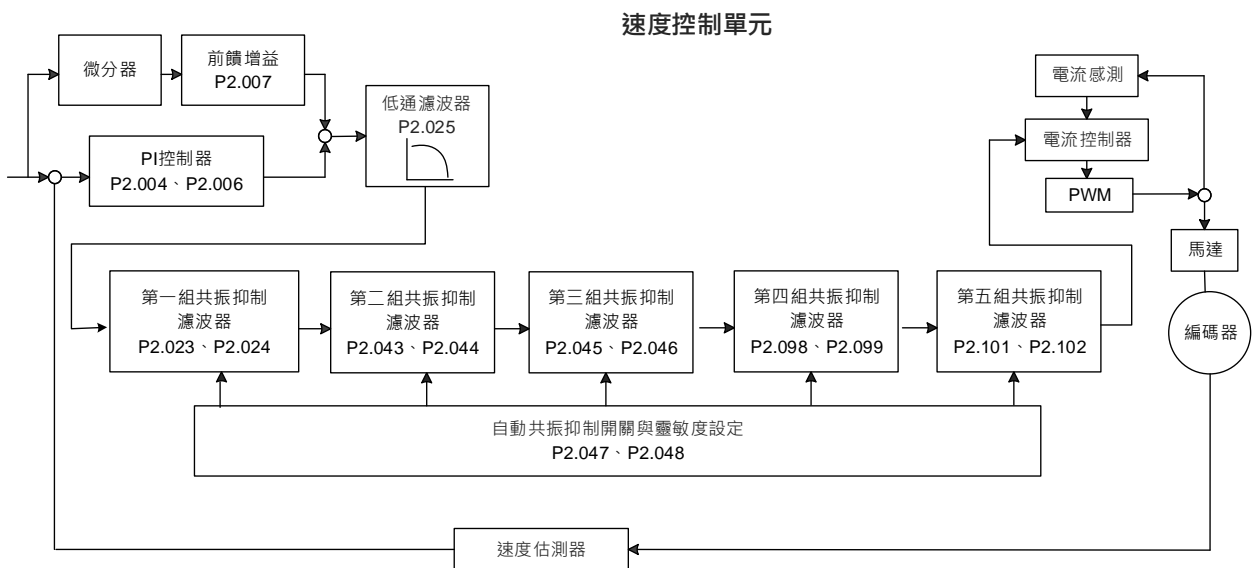 速度控制單元
微分器
前饋增益
P2.007
低通濾波器
P2.025
PI控制器
P2.004、P2.006
電流感測
電流控制器
PWM
馬達
編碼器
第一組共振抑制
濾波器
P2.023、P2.024
第二組共振抑制
濾波器
P2.043、P2.044
第三組共振抑制
濾波器
P2.045、P2.046
第四組共振抑制
濾波器
P2.098、P2.099
第五組共振抑制
濾波器
P2.101、P2.102
自動共振抑制開關與靈敏度設定
P2.047、P2.048
速度估測器